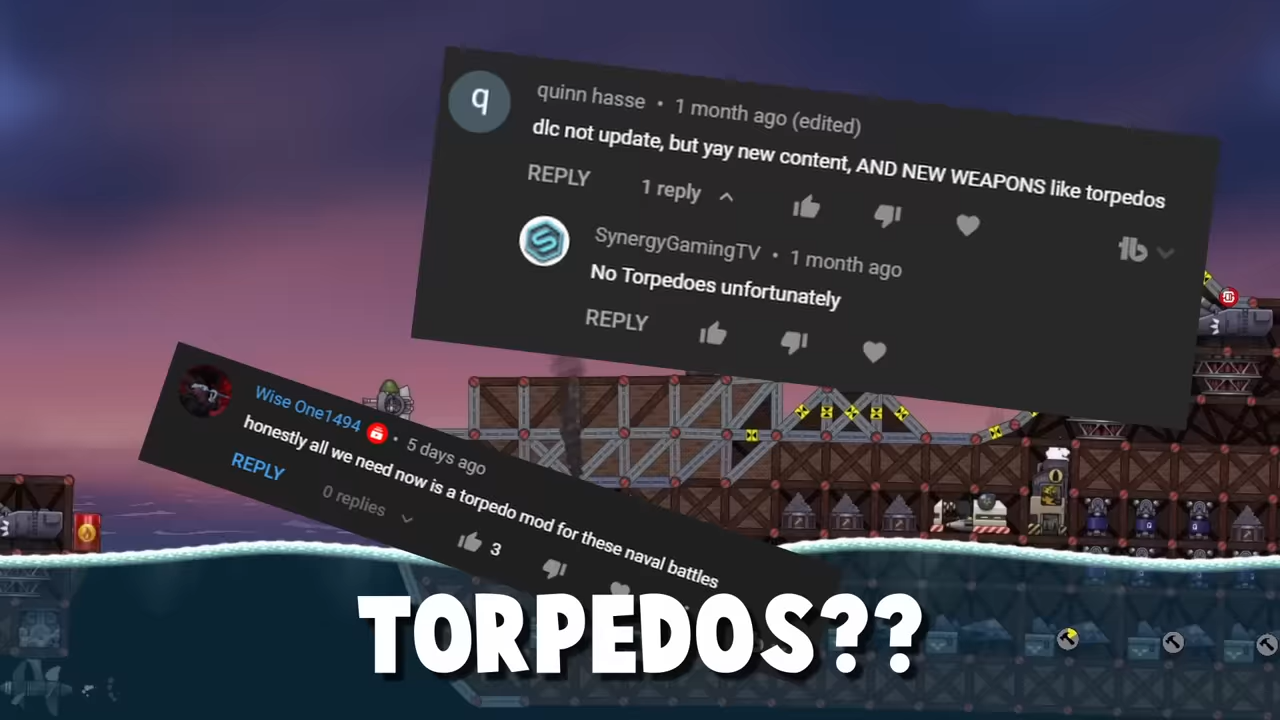 q
quinn hasse • 1 month ago (edited)
dlc not update, but yay new content, AND NEW WEAPONS like torpedos
REPLY 1 reply
SynergyGamingTV • 1 month ago
No Torpedoes unfortunately
REPLY
Wise One1494 • 5 days ago
honestly all we need now is a torpedo mod for these naval battles
REPLY 0 replies 3
TORPEDOS??